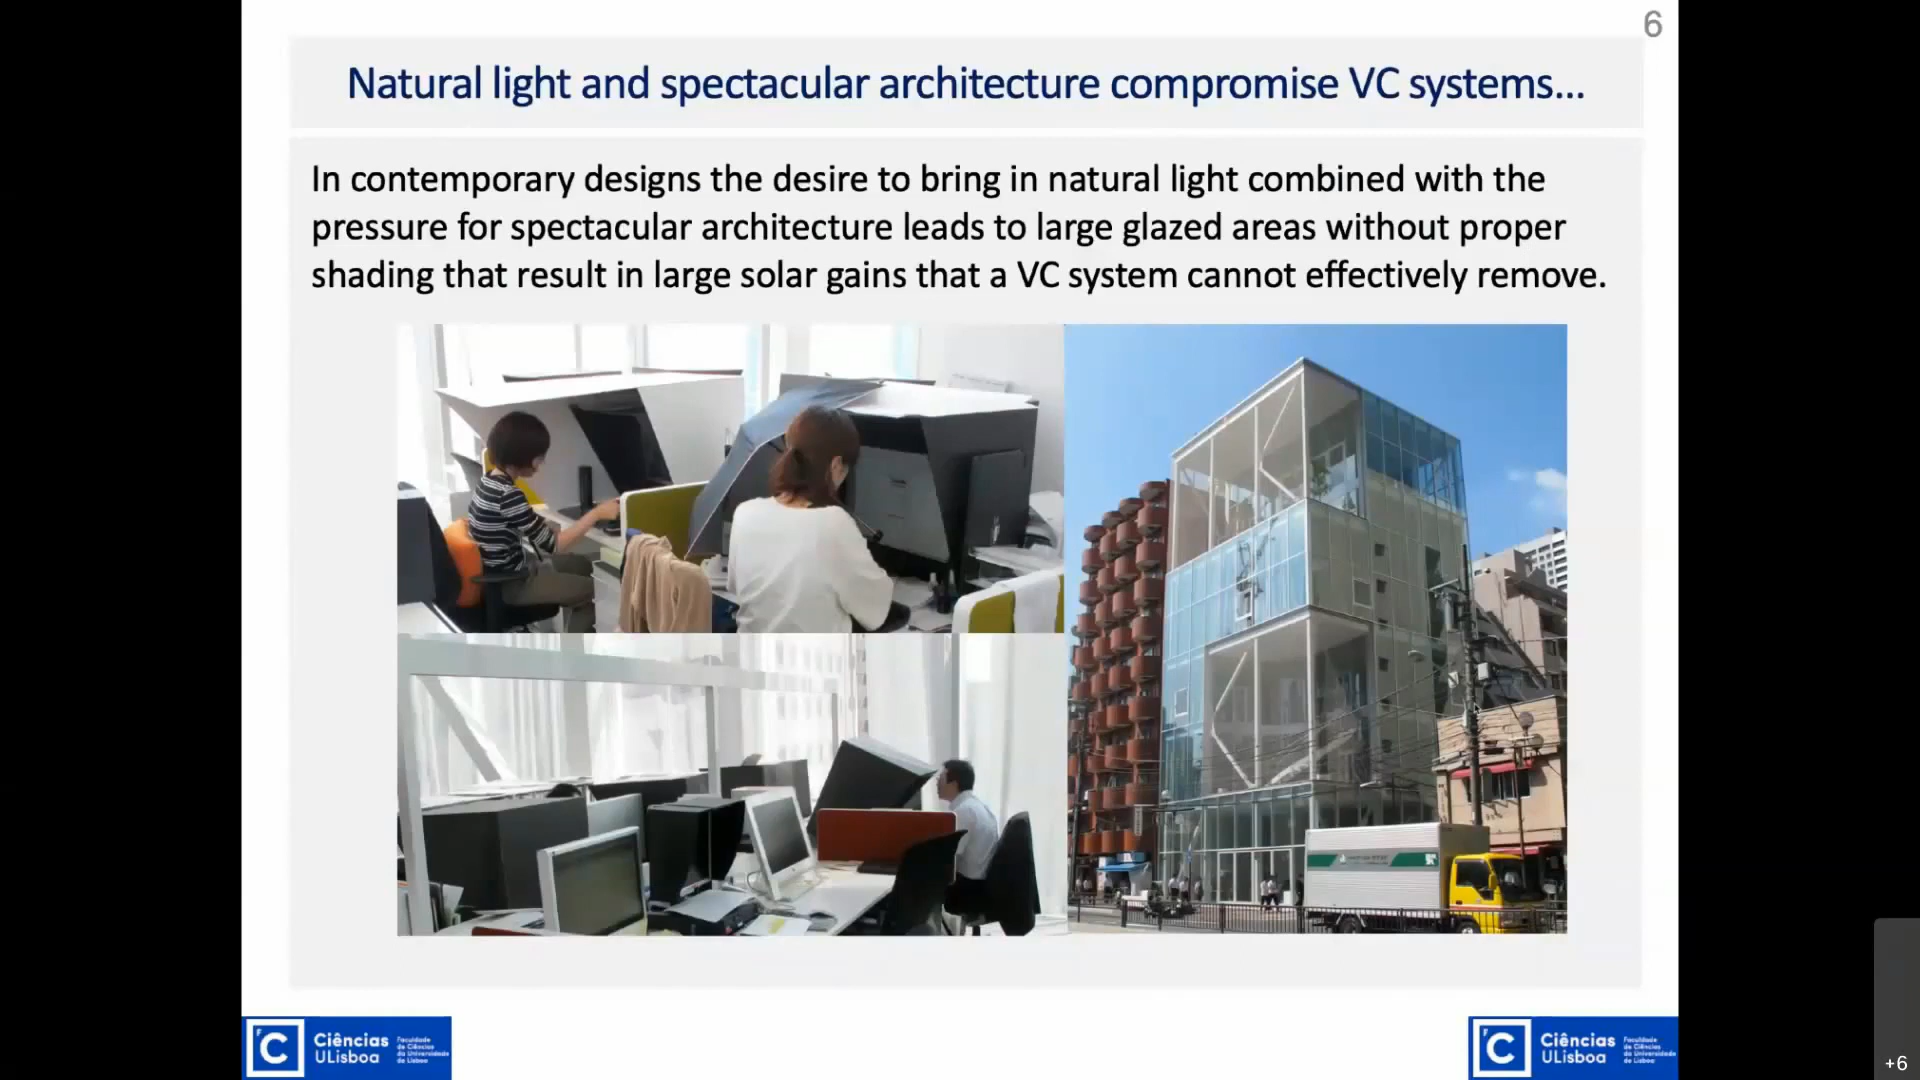 6
Natural light and spectacular architecture compromise VC systems...
In contemporary designs the desire to bring in natural light combined with the
pressure for spectacular architecture leads to large glazed areas without proper
shading that result in large solar gains that a VC system cannot effectively remove.
F
C
Ciências
ULisboa
Faculdade
de Ciências
da Universidade
de Lisboa
F
C
Ciências
ULisboa
Faculdade
de Ciências
da Universidade
de Lisboa
+6